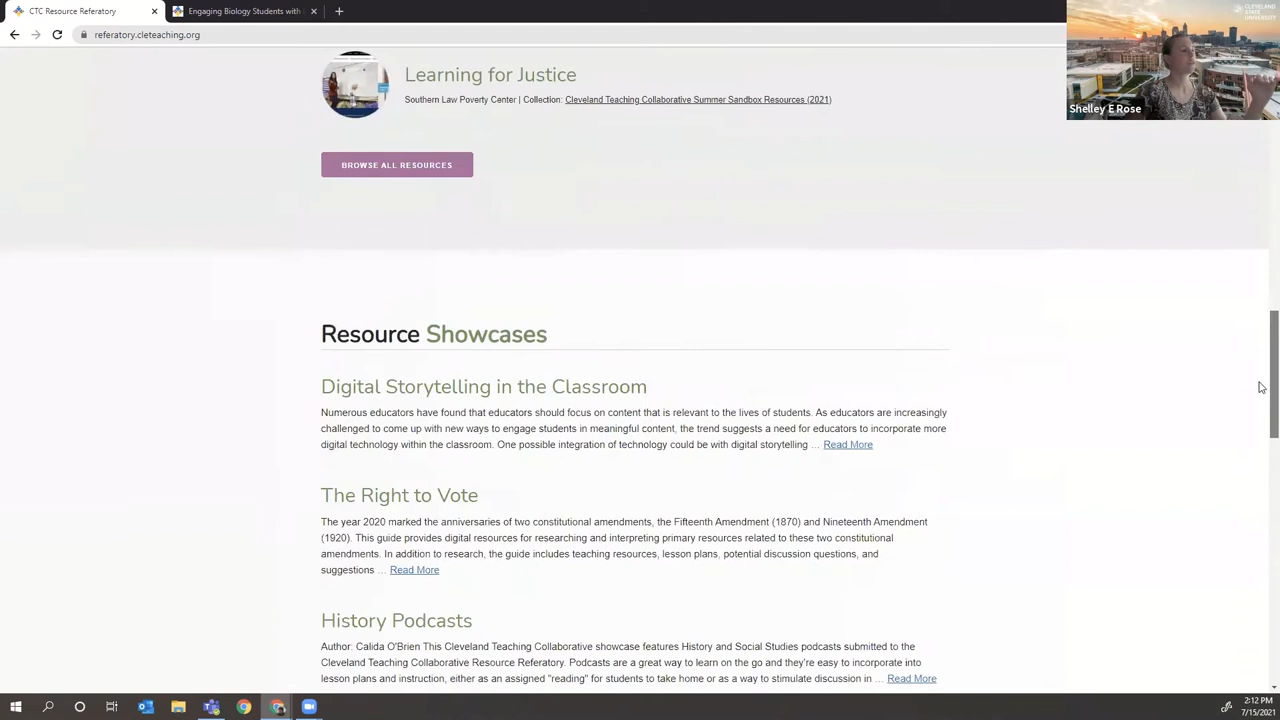 CTC Resource Referatory
Engaging Biology Students with
referatory.cleteaching.org
CLEVELAND
STATE
UNIVERSITY
Shelley E Rose
Learning for Justice
Southern Law Poverty Center | Collection: Cleveland Teaching Collaborative Summer Sandbox Resources (2021)
BROWSE ALL RESOURCES
Resource Showcases
Digital Storytelling in the Classroom
Numerous educators have found that educators should focus on content that is relevant to the lives of students. As educators are increasingly
challenged to come up with new ways to engage students in meaningful content, the trend suggests a need for educators to incorporate more
digital technology within the classroom. One possible integration of technology could be with digital storytelling … Read More
The Right to Vote
The year 2020 marked the anniversaries of two constitutional amendments, the Fifteenth Amendment (1870) and Nineteenth Amendment
(1920). This guide provides digital resources for researching and interpreting primary resources related to these two constitutional
amendments. In addition to research, the guide includes teaching resources, lesson plans, potential discussion questions, and
suggestions … Read More
History Podcasts
Author: Calida O'Brien This Cleveland Teaching Collaborative showcase features History and Social Studies podcasts submitted to the
Cleveland Teaching Collaborative Resource Referatory. Podcasts are a great way to learn on the go and they're easy to incorporate into
lesson plans and instruction, either as an assigned "reading" for students to take home or as a way to stimulate discussion in … Read More
2:12 PM
7/15/2021